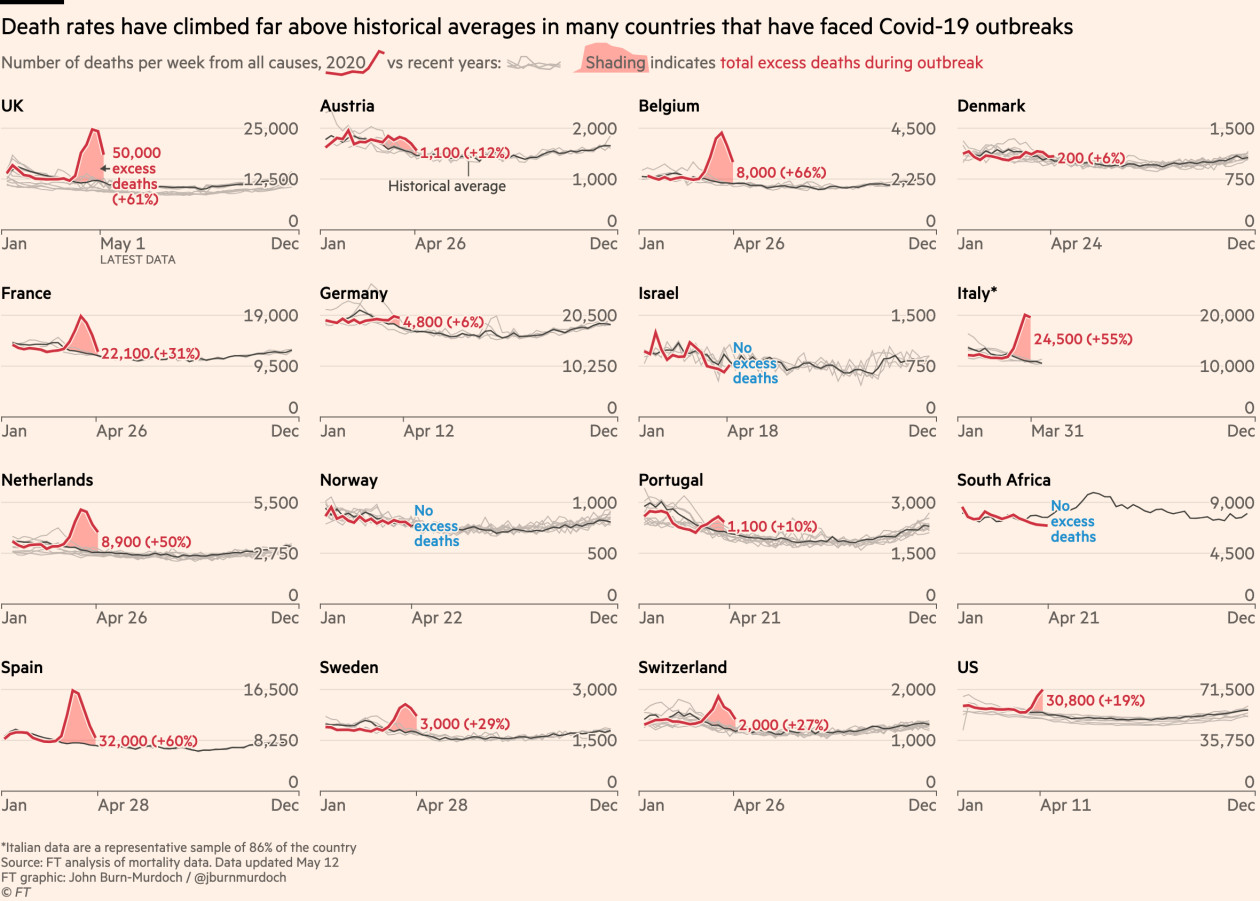 Death rates have climbed far above historical averages in many countries that have faced Covid-19 outbreaks
Number of deaths per week from all causes, 2020 vs recent years: Shading indicates total excess deaths during outbreak
UK
25,000
50,000
excess
deaths
(+61%)
12,500
0
Jan
May 1
LATEST DATA
Dec
Austria
2,000
1,100 (+12%)
1,000
Historical average
Jan
Apr 26
Dec
Belgium
4,500
8,000 (+66%)
2,250
0
Jan
Apr 26
Dec
Denmark
1,500
200 (+6%)
750
0
Jan
Apr 24
Dec
France
19,000
22,100 (+31%)
9,500
0
Jan
Apr 26
Dec
Germany
20,500
4,800 (+6%)
10,250
0
Jan
Apr 12
Dec
Israel
1,500
No
excess
deaths
750
0
Jan
Apr 18
Dec
Italy*
20,000
24,500 (+55%)
10,000
0
Jan
Mar 31
Dec
Netherlands
5,500
8,900 (+50%)
2,750
0
Jan
Apr 26
Dec
Norway
1,000
No
excess
deaths
500
0
Jan
Apr 22
Dec
Portugal
3,000
1,100 (+10%)
1,500
0
Jan
Apr 21
Dec
South Africa
9,000
No
excess
deaths
4,500
0
Jan
Apr 21
Dec
Spain
16,500
32,000 (+60%)
8,250
0
Jan
Apr 28
Dec
Sweden
3,000
3,000 (+29%)
1,500
0
Jan
Apr 28
Dec
Switzerland
2,000
2,000 (+27%)
1,000
0
Jan
Apr 26
Dec
US
71,500
30,800 (+19%)
35,750
0
Jan
Apr 11
Dec
*Italian data are a representative sample of 86% of the country
Source: FT analysis of mortality data. Data updated May 12
FT graphic: John Burn-Murdoch / @jburnmurdoch
© FT